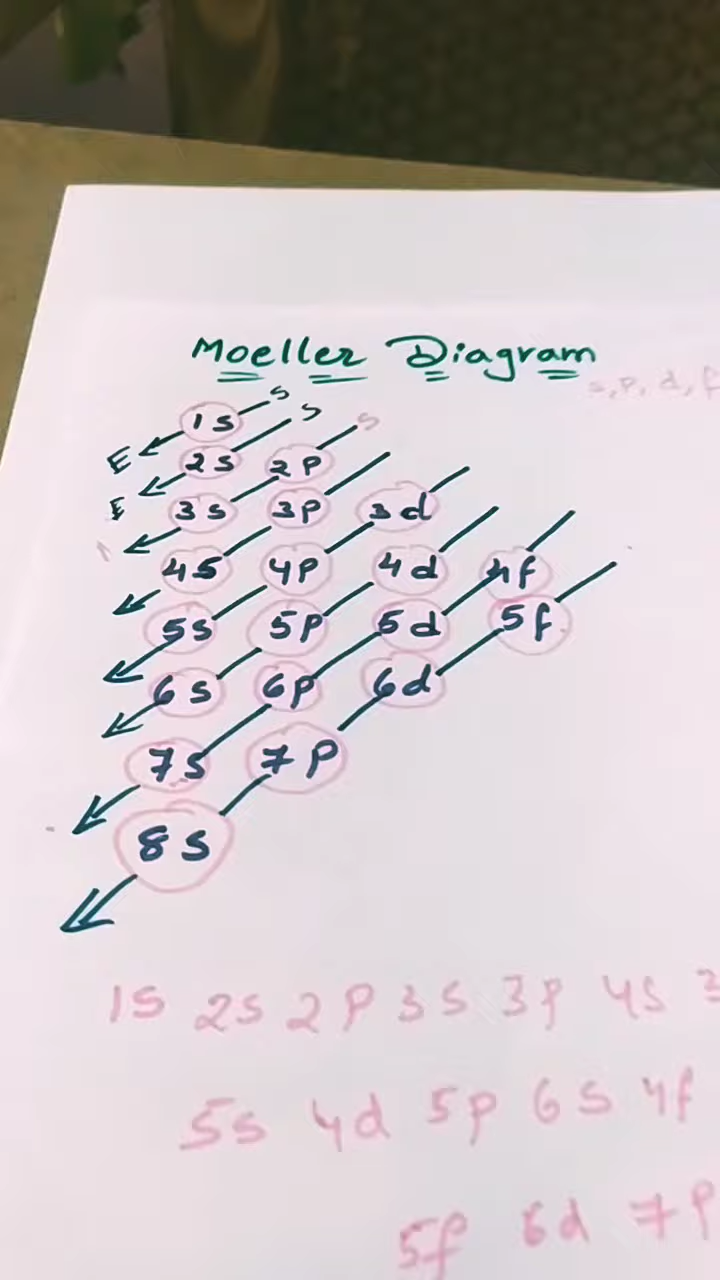 Moeller Diagram
s, p, d, f
1s s
E 2s 2p s s
E 3s 3p 3d
4s 4p 4d 4f
5s 5p 5d 5f
6s 6p 6d
7s 7p
8s
1s 2s 2p 3s 3p 4s 3
5s 4d 5p 6s 4f
5f 6d 7p